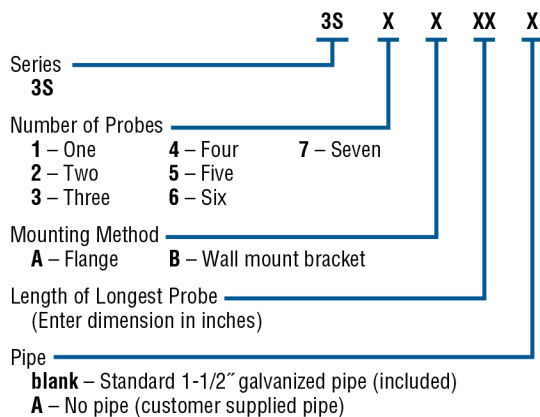 3S X X XX X
Series
3S
Number of Probes
1 – One 4 – Four 7 – Seven
2 – Two 5 – Five
3 – Three 6 – Six
Mounting Method
A – Flange B – Wall mount bracket
Length of Longest Probe
(Enter dimension in inches)
Pipe
blank – Standard 1-1/2˝ galvanized pipe (included)
A – No pipe (customer supplied pipe)